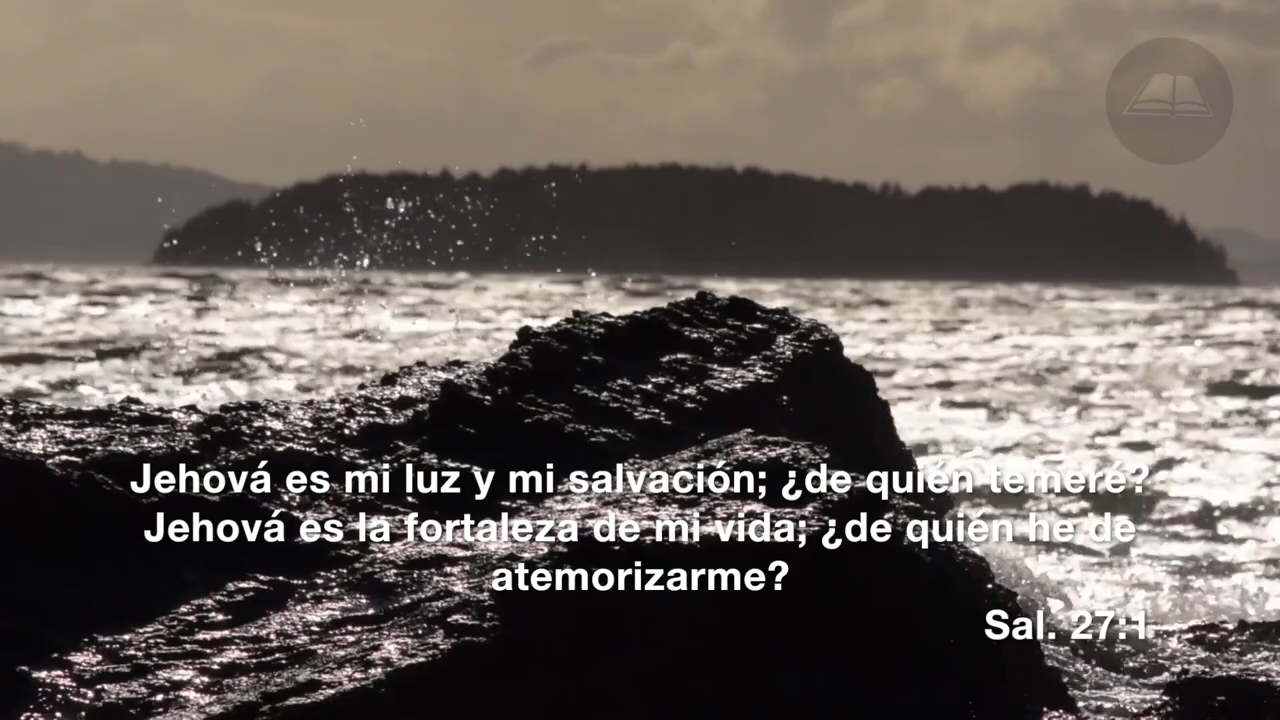 Jehová es mi luz y mi salvación; ¿de quién temeré?
Jehová es la fortaleza de mi vida; ¿de quién he de
atemorizarme?
Sal. 27:1